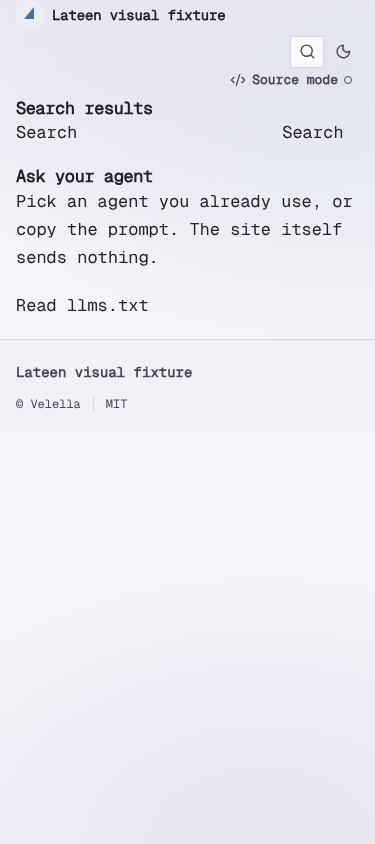 Lateen visual fixture
</> Source mode
Search results
Search Search
Ask your agent
Pick an agent you already use, or
copy the prompt. The site itself
sends nothing.
Read llms.txt
Lateen visual fixture
© Velella MIT